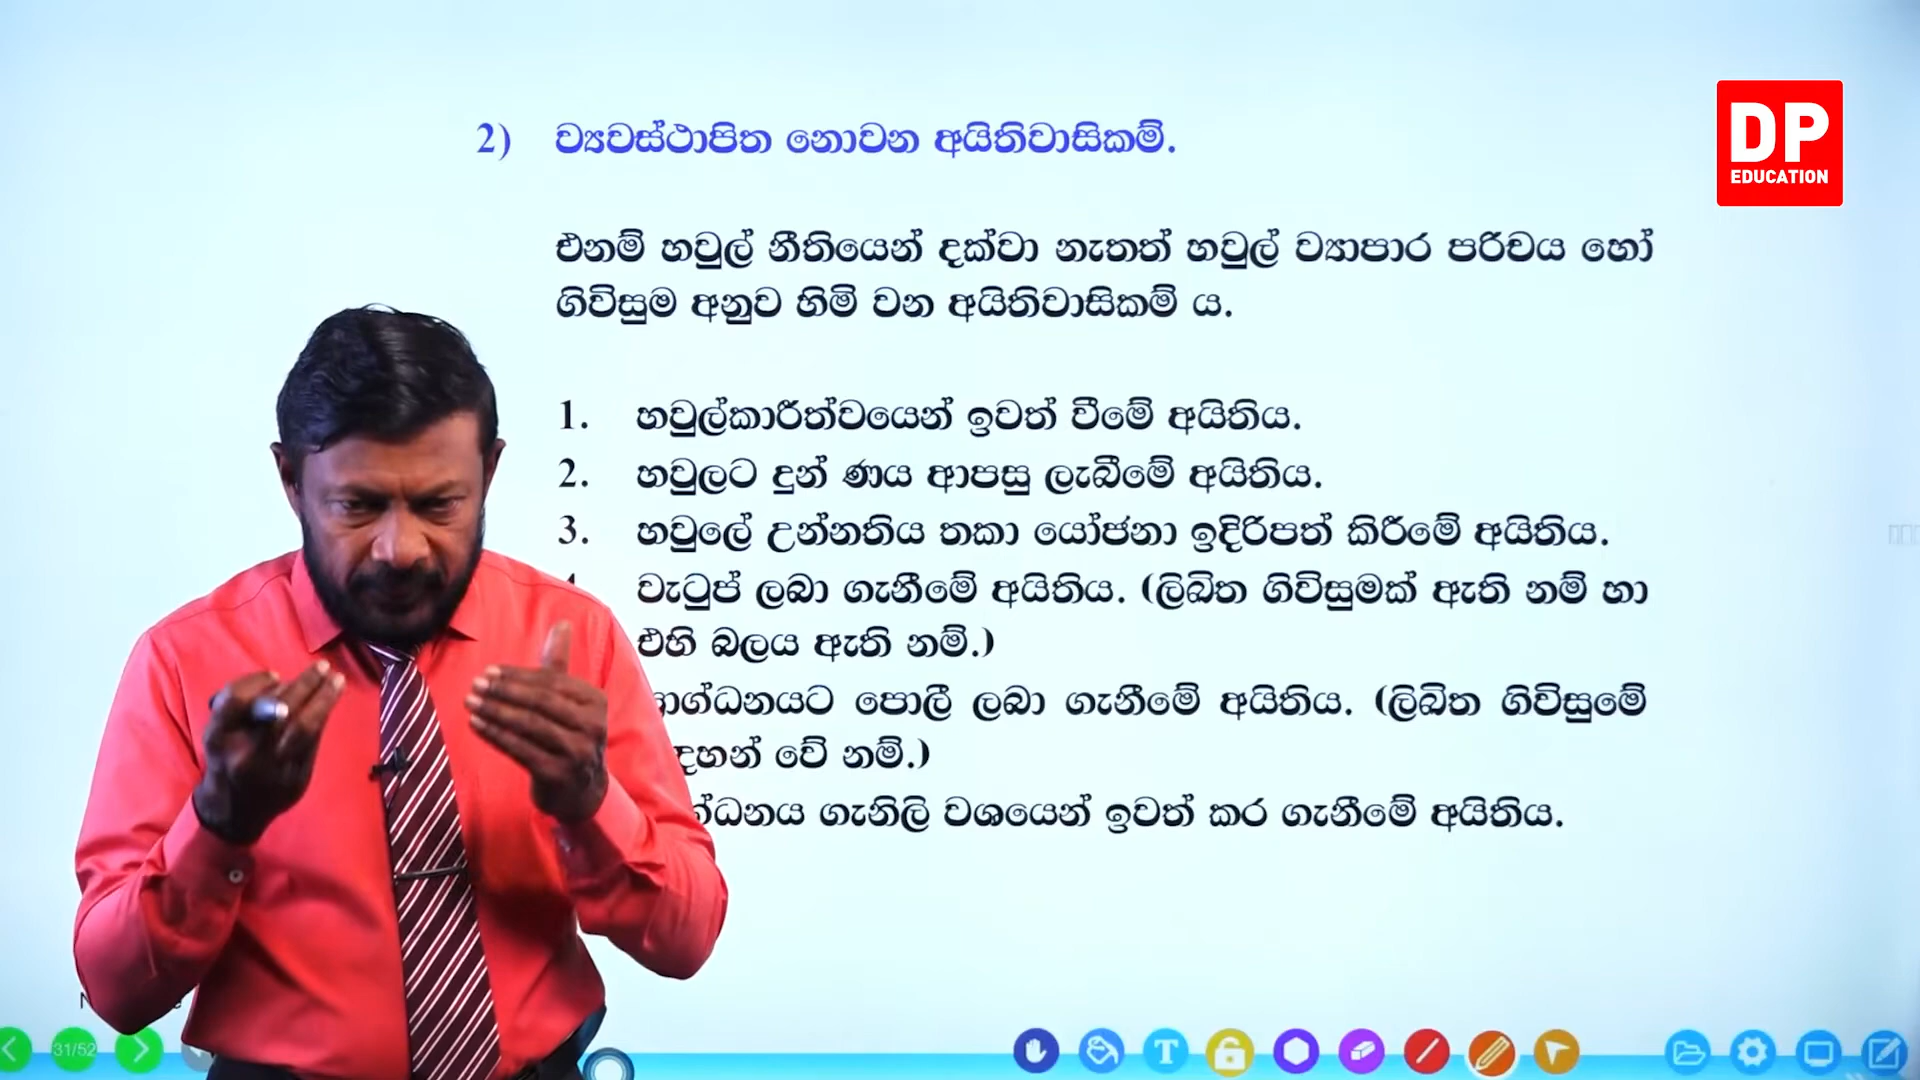 DP
EDUCATION
2) ව්‍යවස්ථාපිත නොවන අයිතිවාසිකම්.
එනම් හවුල් නීතියෙන් දක්වා නැතත් හවුල් ව්‍යාපාර පරිචය හෝ
ගිවිසුම අනුව හිමි වන අයිතිවාසිකම් ය.
1. හවුල්කාරීත්වයෙන් ඉවත් වීමේ අයිතිය.
2. හවුලට දුන් ණය ආපසු ලැබීමේ අයිතිය.
3. හවුලේ උන්නතිය තකා යෝජනා ඉදිරිපත් කිරීමේ අයිතිය.
වැටුප් ලබා ගැනීමේ අයිතිය. (ලිඛිත ගිවිසුමක් ඇති නම් හා
එහි බලය ඇති නම්.)
පොලී ලබා ගැනීමේ අයිතිය. (ලිඛිත ගිවිසුමේ
වේ නම්.)
ගැනිලි වශයෙන් ඉවත් කර ගැනීමේ අයිතිය.
31/52